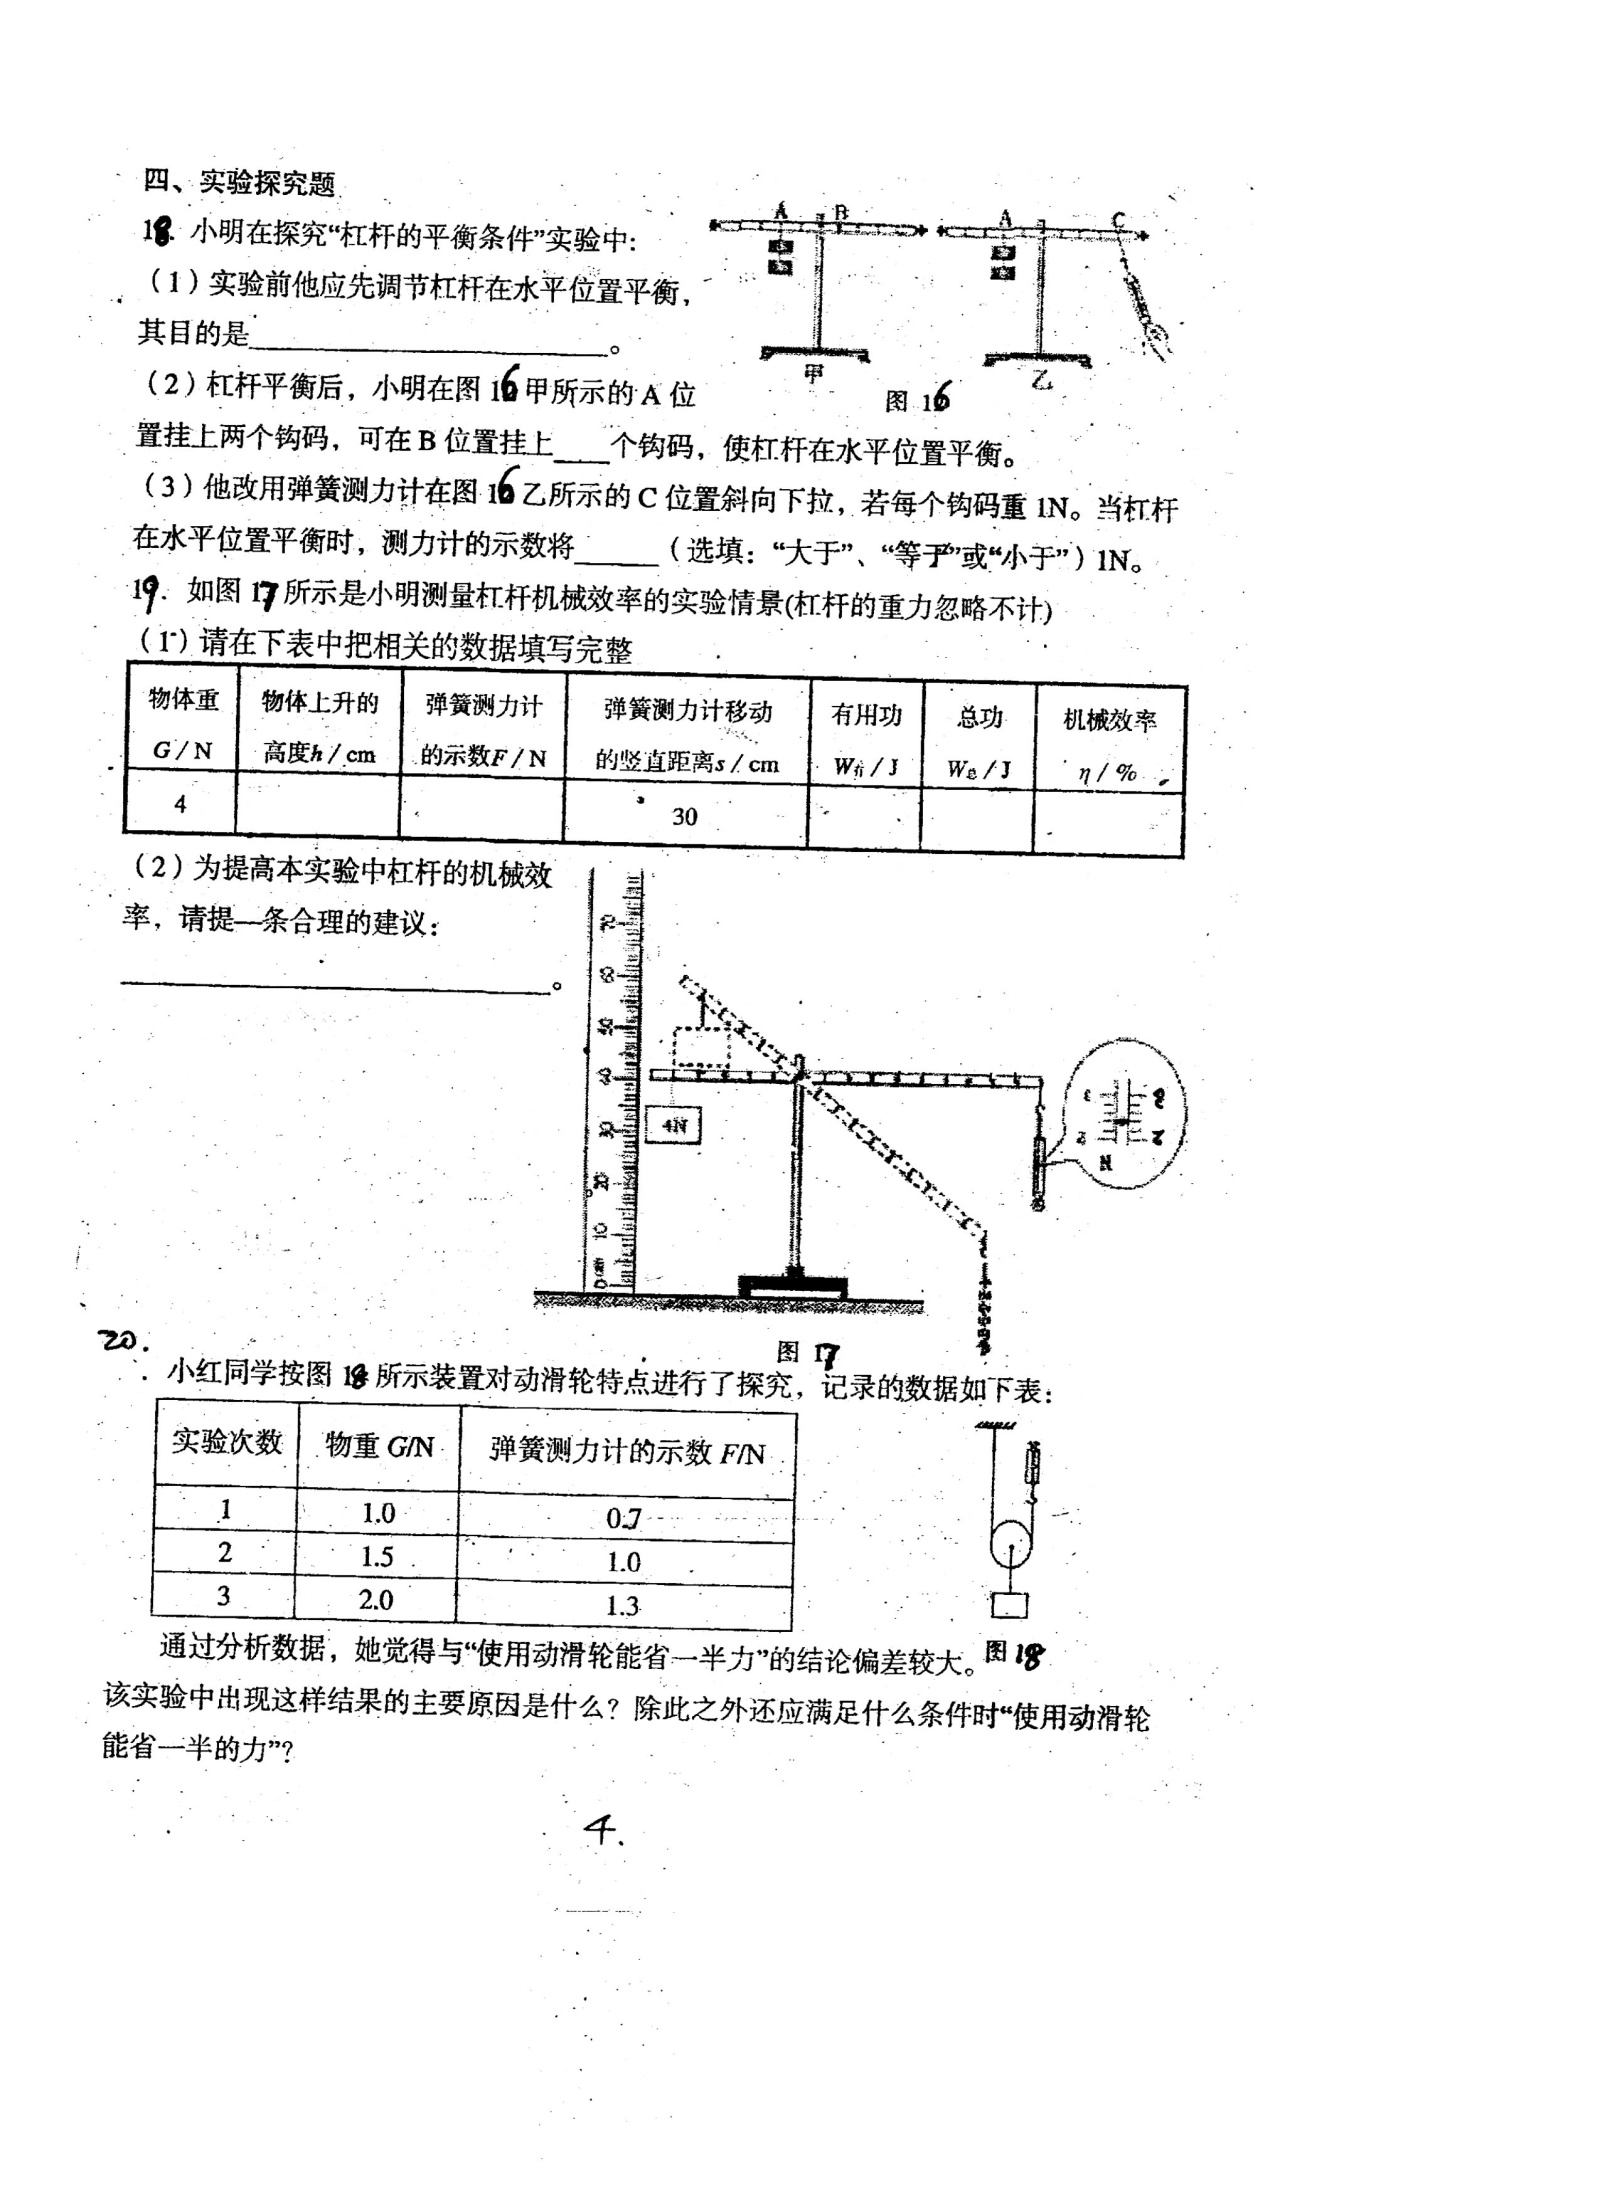 四、实验探究题
18. 小明在探究“杠杆的平衡条件”实验中:
(1)实验前他应先调节杠杆在水平位置平衡,
其目的是____________。
A B A C
甲 乙
图 16
(2)杠杆平衡后,小明在图 16 甲所示的 A 位
置挂上两个钩码,可在 B 位置挂上____个钩码,使杠杆在水平位置平衡。
(3)他改用弹簧测力计在图 16 乙所示的 C 位置斜向下拉,若每个钩码重 1N。当杠杆
在水平位置平衡时,测力计的示数将_____(选填:“大于”、“等于”或“小于”)1N。
19. 如图 17 所示是小明测量杠杆机械效率的实验情景(杠杆的重力忽略不计)
(1)请在下表中把相关的数据填写完整
物体重 G/N 物体上升的高度h/cm 弹簧测力计的示数F/N 弹簧测力计移动的竖直距离s/cm 有用功 W有/J 总功 W总/J 机械效率 η/%
4 30
(2)为提高本实验中杠杆的机械效
率,请提一条合理的建议:
____________。
4N
N
图 17
20.
小红同学按图 18 所示装置对动滑轮特点进行了探究,记录的数据如下表:
实验次数 物重 G/N 弹簧测力计的示数 F/N
1 1.0 0.7
2 1.5 1.0
3 2.0 1.3
通过分析数据,她觉得与“使用动滑轮能省一半力”的结论偏差较大。
图 18
该实验中出现这样结果的主要原因是什么?除此之外还应满足什么条件时“使用动滑轮
能省一半的力”?
4.